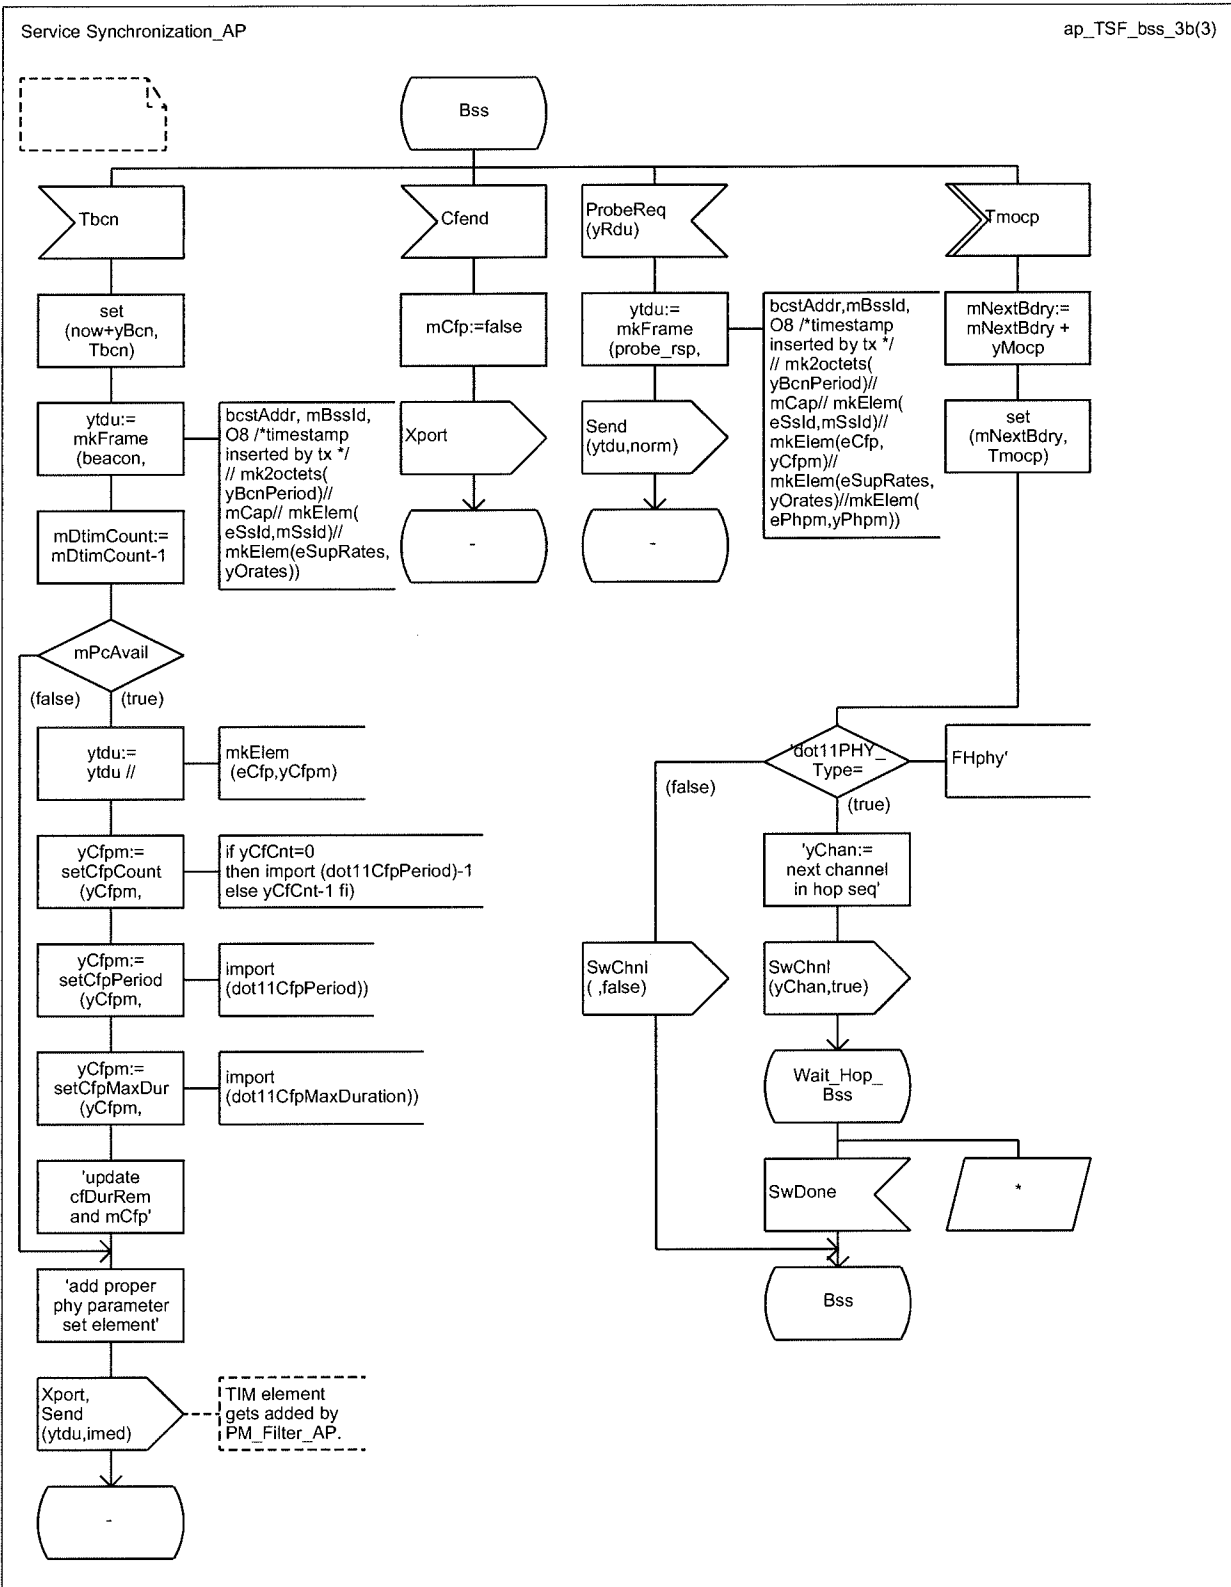 Service Synchronization_AP
ap_TSF_bss_3b(3)
Bss
Tbcn
set
(now+yBcn,
Tbcn)
ytdu:=
mkFrame
(beacon,
bcstAddr, mBssId,
O8 /*timestamp
inserted by tx */
// mk2octets(
yBcnPeriod)//
mCap// mkElem(
eSsId,mSsId)//
mkElem(eSupRates,
yOrates))
mDtimCount:=
mDtimCount-1
mPcAvail
(false)
(true)
ytdu:=
ytdu //
mkElem
(eCfp,yCfpm)
yCfpm:=
setCfpCount
(yCfpm,
if yCfCnt=0
then import (dot11CfpPeriod)-1
else yCfCnt-1 fi)
yCfpm:=
setCfpPeriod
(yCfpm,
import
(dot11CfpPeriod))
yCfpm:=
setCfpMaxDur
(yCfpm,
import
(dot11CfpMaxDuration))
'update
cfDurRem
and mCfp'
'add proper
phy parameter
set element'
Xport,
Send
(ytdu,imed)
TIM element
gets added by
PM_Filter_AP.
-
Cfend
mCfp:=false
Xport
-
ProbeReq
(yRdu)
ytdu:=
mkFrame
(probe_rsp,
bcstAddr,mBssId,
O8 /*timestamp
inserted by tx */
// mk2octets(
yBcnPeriod)//
mCap// mkElem(
eSsId,mSsId)//
mkElem(eCfp,
yCfpm)//
mkElem(eSupRates,
yOrates)//mkElem(
ePhpm,yPhpm))
Send
(ytdu,norm)
-
Tmocp
mNextBdry:=
mNextBdry +
yMocp
set
(mNextBdry,
Tmocp)
'dot11PHY_
Type=
FHphy'
(false)
(true)
'yChan:=
next channel
in hop seq'
SwChnl
( ,false)
SwChnl
(yChan,true)
Wait_Hop_
Bss
SwDone
*
Bss